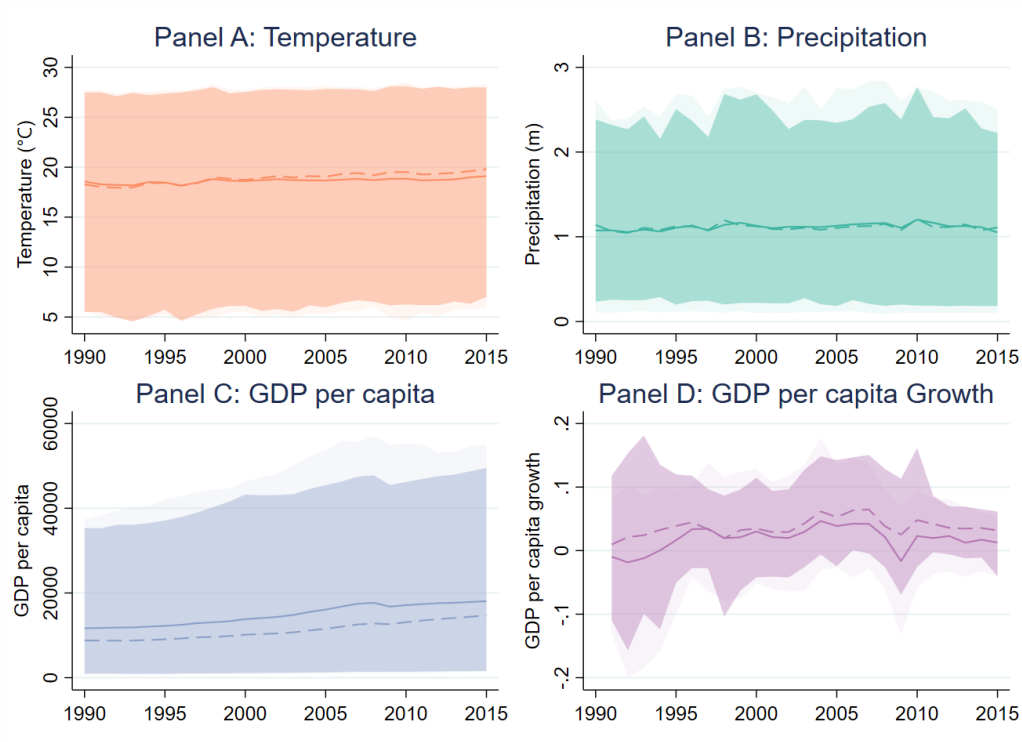 Panel A: Temperature
Temperature (°C)
30
25
20
15
10
5
1990 1995 2000 2005 2010 2015
Panel B: Precipitation
Precipitation (m)
3
2
1
0
1990 1995 2000 2005 2010 2015
Panel C: GDP per capita
GDP per capita
60000
40000
20000
0
1990 1995 2000 2005 2010 2015
Panel D: GDP per capita Growth
GDP per capita growth
.2
.1
0
-.1
-.2
1990 1995 2000 2005 2010 2015